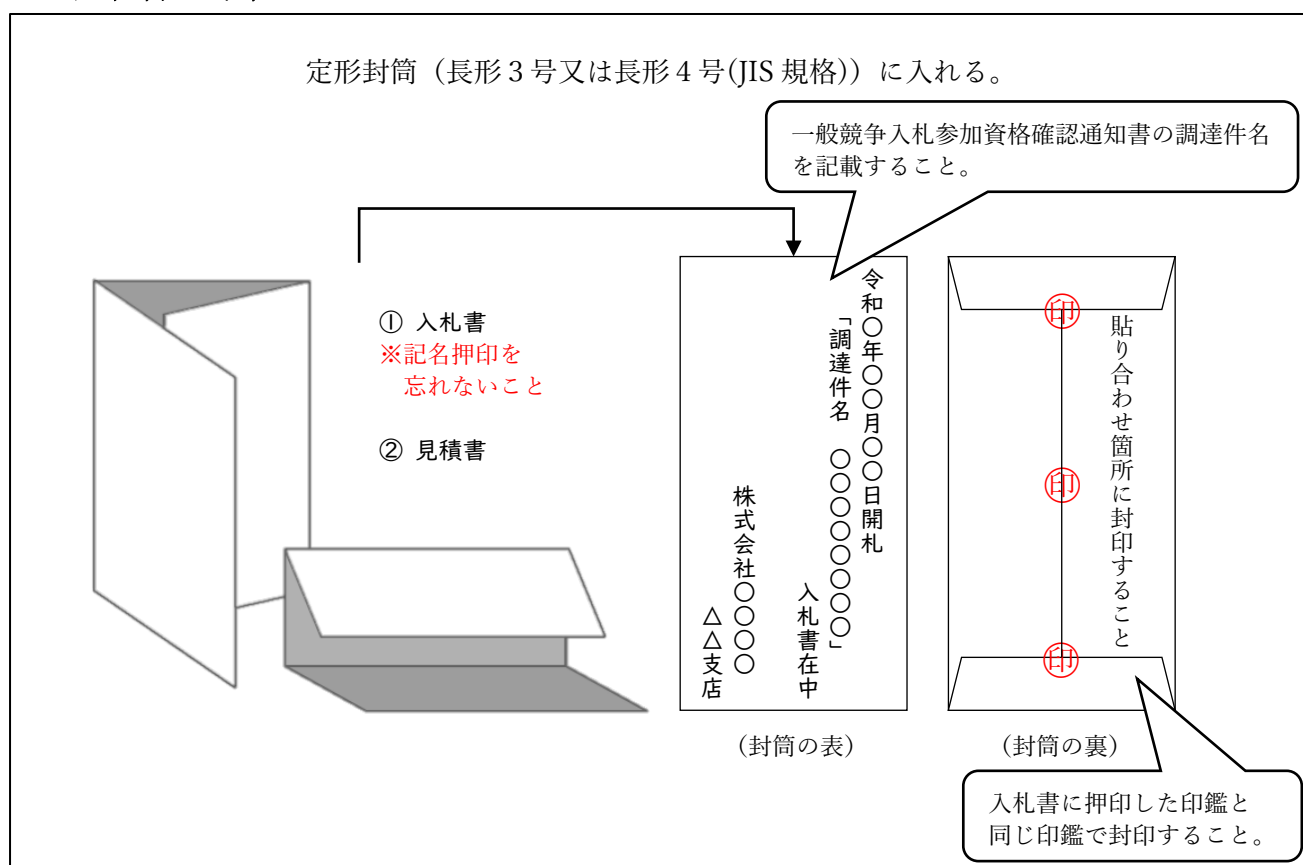 定形封筒（長形３号又は長形４号(JIS 規格)）に入れる。
一般競争入札参加資格確認通知書の調達件名
を記載すること。
① 入札書
※記名押印を
忘れないこと
② 見積書
令和〇年〇〇月〇〇日開札
「調達件名　〇〇〇〇〇〇〇〇」
入札書在中
株式会社〇〇〇〇
△△支店
（封筒の表）
印
印
印
貼り合わせ箇所に封印すること
（封筒の裏）
入札書に押印した印鑑と
同じ印鑑で封印すること。